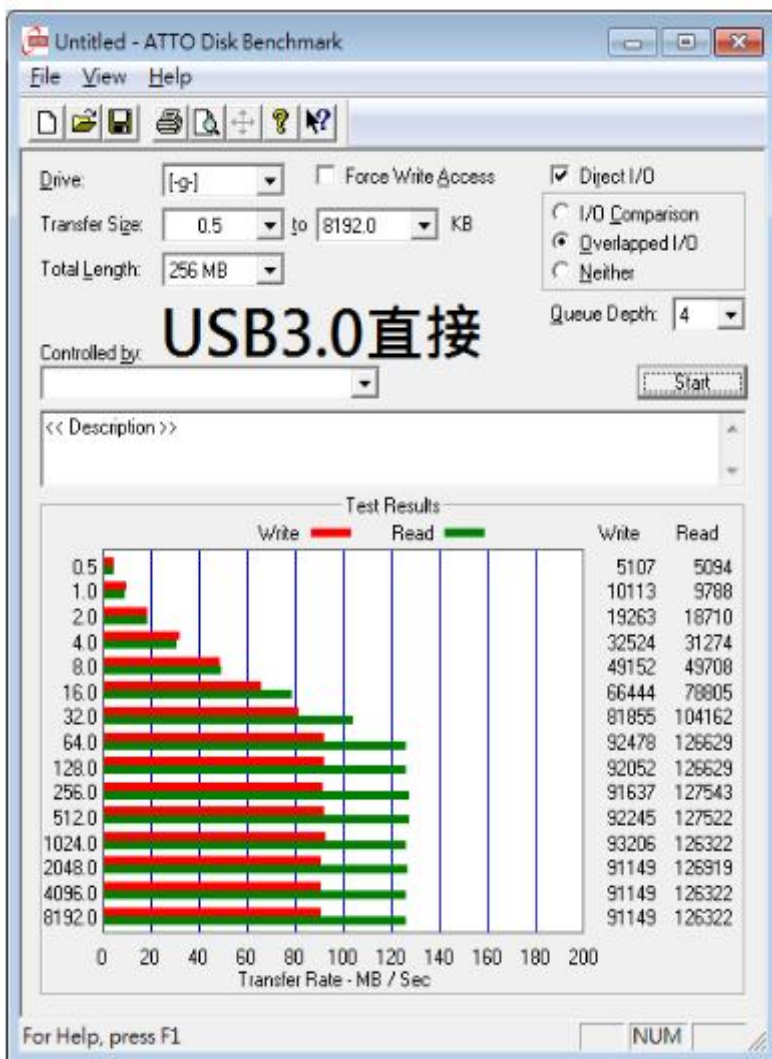 Untitled - ATTO Disk Benchmark
File View Help
Drive: [-g-] Force Write Access Direct I/O
Transfer Size: 0.5 to 8192.0 KB I/O Comparison
Overlapped I/O
Total Length: 256 MB Neither
USB3.0直接
Queue Depth: 4
Controlled by:
Start
<< Description >>
Test Results
Write Read Write Read
0.5 5107 5094
1.0 10113 9788
2.0 19263 18710
4.0 32524 31274
8.0 49152 49708
16.0 66444 78805
32.0 81855 104162
64.0 92478 126629
128.0 92052 126629
256.0 91637 127543
512.0 92245 127522
1024.0 93206 126322
2048.0 91149 126919
4096.0 91149 126322
8192.0 91149 126322
0 20 40 60 80 100 120 140 160 180 200
Transfer Rate - MB / Sec
For Help, press F1 NUM